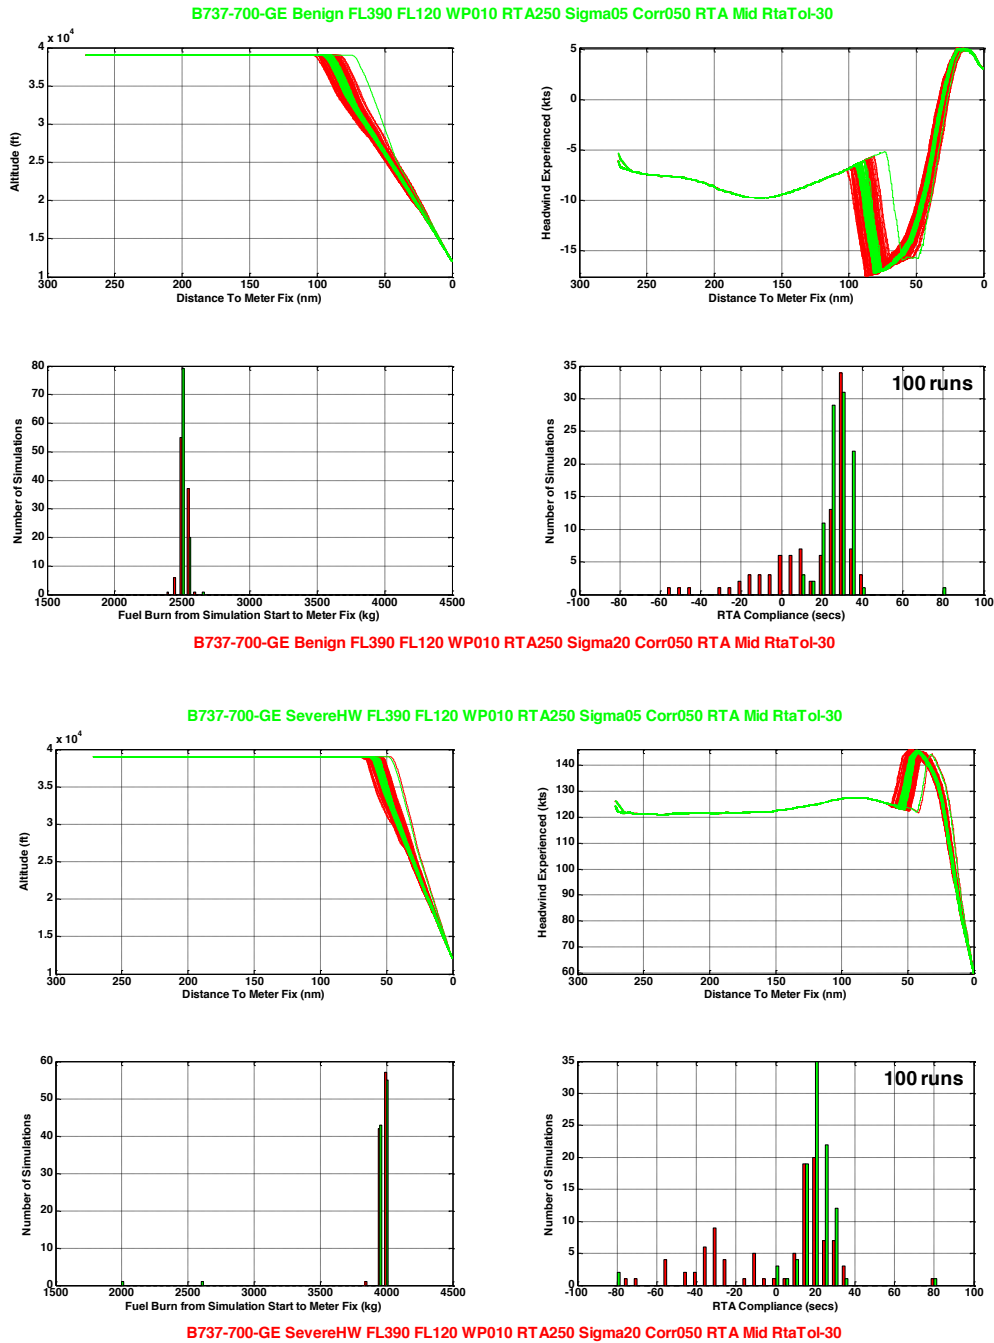 B737-700-GE Benign FL390 FL120 WP010 RTA250 Sigma05 Corr050 RTA Mid RtaTol-30
x 10^4
4
3.5
3
2.5
2
1.5
1
300 250 200 150 100 50 0
Altitude (ft)
Distance To Meter Fix (nm)
5
0
-5
-10
-15
300 250 200 150 100 50 0
Headwind Experienced (kts)
Distance To Meter Fix (nm)
80
70
60
50
40
30
20
10
0
1500 2000 2500 3000 3500 4000 4500
Number of Simulations
Fuel Burn from Simulation Start to Meter Fix (kg)
100 runs
35
30
25
20
15
10
5
0
-100 -80 -60 -40 -20 0 20 40 60 80 100
Number of Simulations
RTA Compliance (secs)
B737-700-GE Benign FL390 FL120 WP010 RTA250 Sigma20 Corr050 RTA Mid RtaTol-30
B737-700-GE SevereHW FL390 FL120 WP010 RTA250 Sigma05 Corr050 RTA Mid RtaTol-30
x 10^4
4
3.5
3
2.5
2
1.5
1
300 250 200 150 100 50 0
Altitude (ft)
Distance To Meter Fix (nm)
140
130
120
110
100
90
80
70
60
300 250 200 150 100 50 0
Headwind Experienced (kts)
Distance To Meter Fix (nm)
60
50
40
30
20
10
0
1500 2000 2500 3000 3500 4000 4500
Number of Simulations
Fuel Burn from Simulation Start to Meter Fix (kg)
100 runs
35
30
25
20
15
10
5
0
-100 -80 -60 -40 -20 0 20 40 60 80 100
Number of Simulations
RTA Compliance (secs)
B737-700-GE SevereHW FL390 FL120 WP010 RTA250 Sigma20 Corr050 RTA Mid RtaTol-30